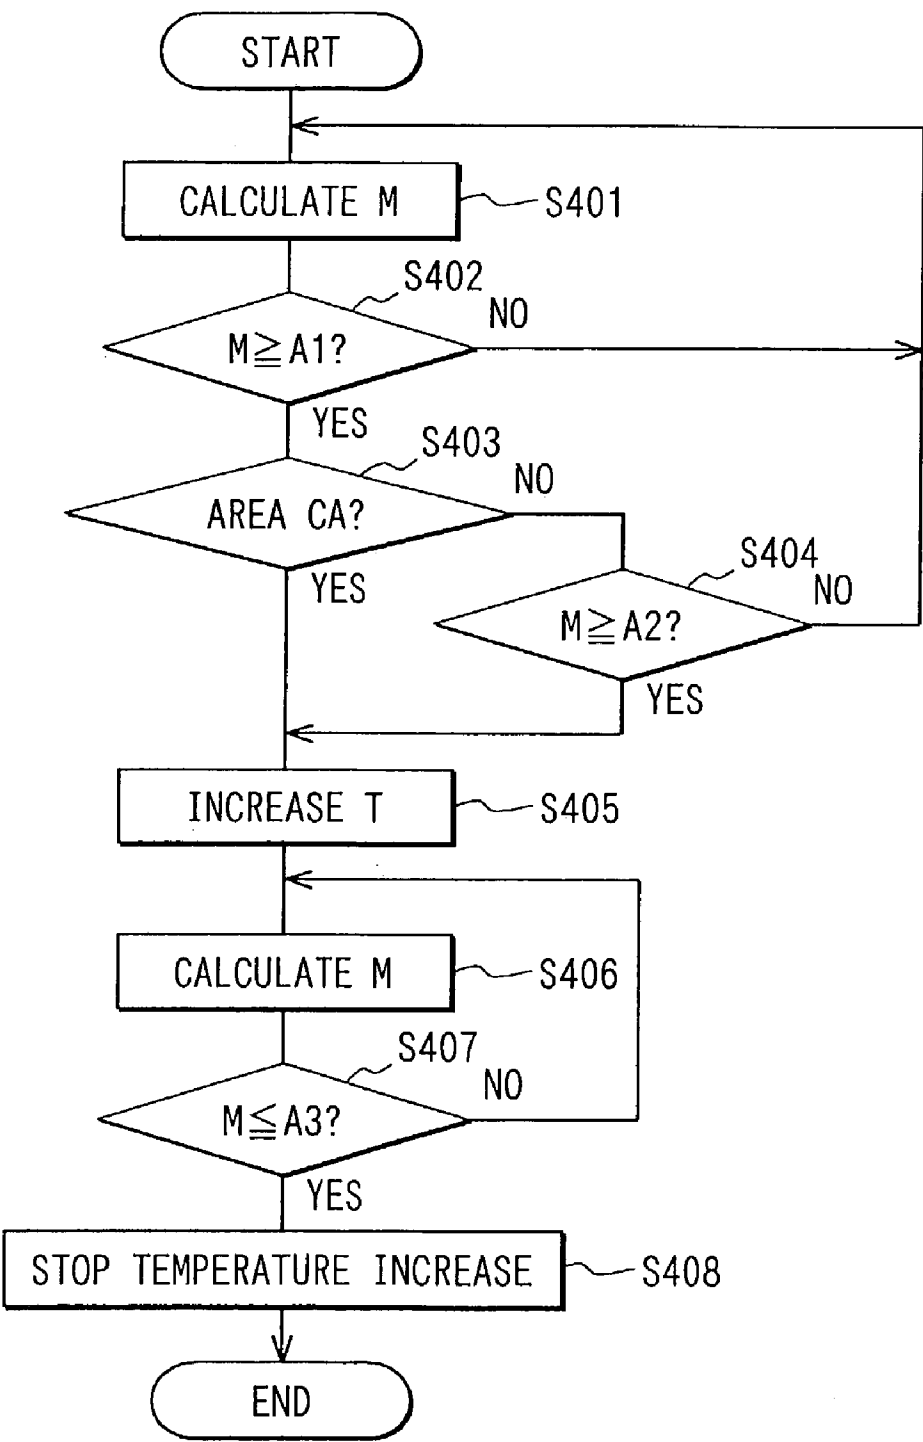 START
CALCULATE M
S401
S402
NO
M≧A1?
YES
S403
NO
AREA CA?
YES
S404
NO
M≧A2?
YES
INCREASE T
S405
CALCULATE M
S406
S407
NO
M≦A3?
YES
STOP TEMPERATURE INCREASE
S408
END